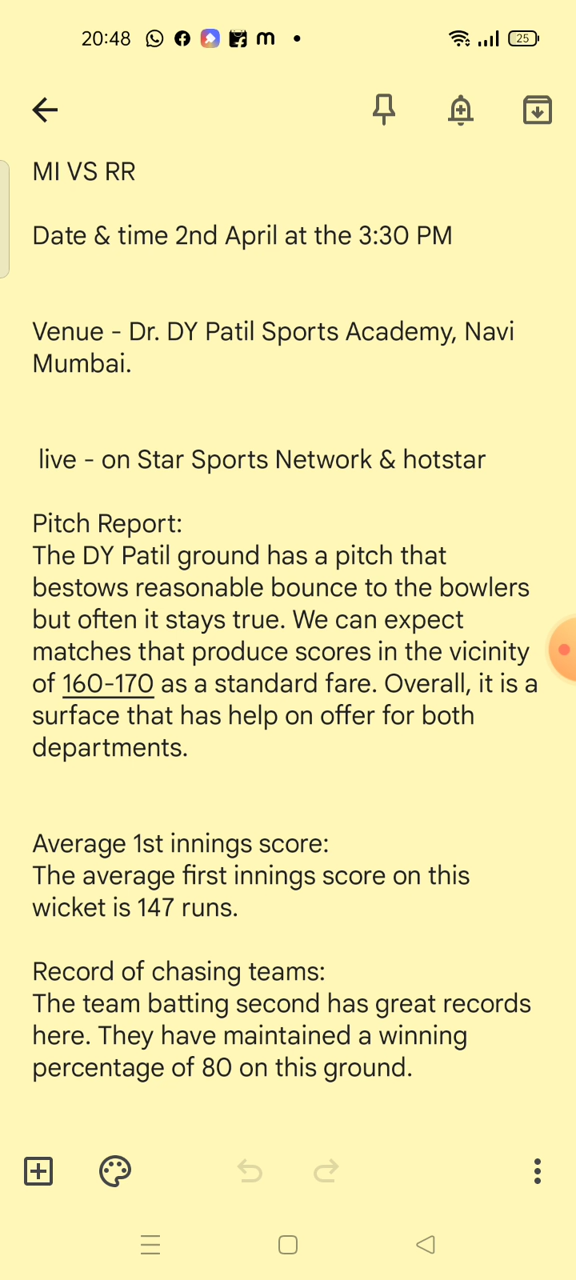 20:48
25
MI VS RR
Date & time 2nd April at the 3:30 PM
Venue - Dr. DY Patil Sports Academy, Navi
Mumbai.
live - on Star Sports Network & hotstar
Pitch Report:
The DY Patil ground has a pitch that
bestows reasonable bounce to the bowlers
but often it stays true. We can expect
matches that produce scores in the vicinity
of 160-170 as a standard fare. Overall, it is a
surface that has help on offer for both
departments.
Average 1st innings score:
The average first innings score on this
wicket is 147 runs.
Record of chasing teams:
The team batting second has great records
here. They have maintained a winning
percentage of 80 on this ground.